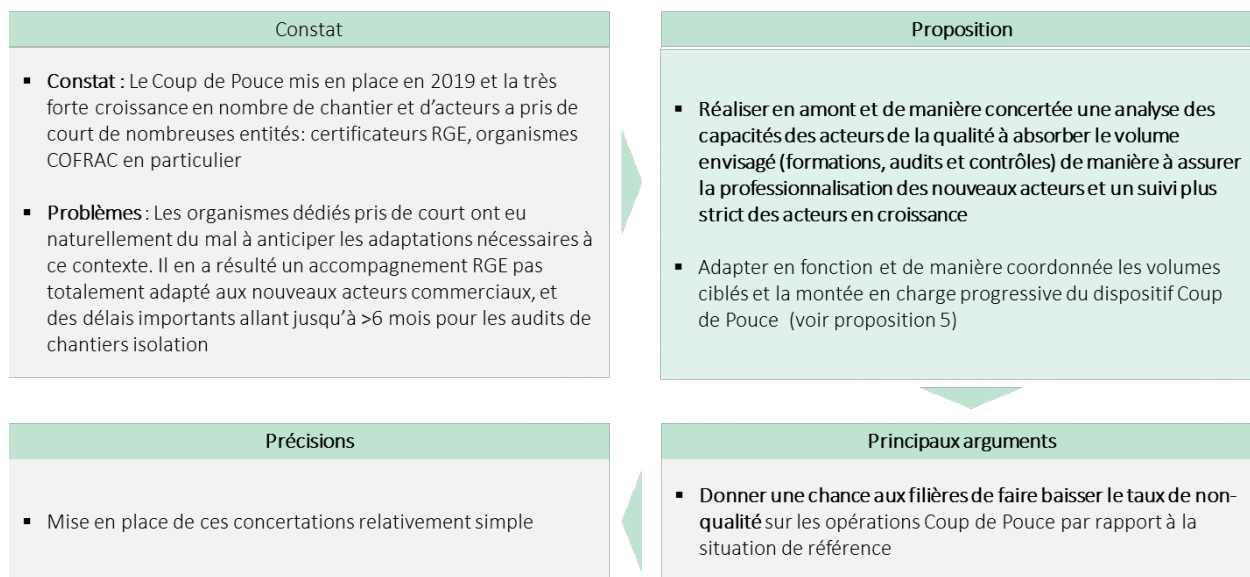 Constat
▪ Constat : Le Coup de Pouce mis en place en 2019 et la très
forte croissance en nombre de chantier et d’acteurs a pris de
court de nombreuses entités: certificateurs RGE, organismes
COFRAC en particulier
▪ Problèmes : Les organismes dédiés pris de court ont eu
naturellement du mal à anticiper les adaptations nécessaires à
ce contexte. Il en a résulté un accompagnement RGE pas
totalement adapté aux nouveaux acteurs commerciaux, et
des délais importants allant jusqu’à >6 mois pour les audits de
chantiers isolation
Proposition
▪ Réaliser en amont et de manière concertée une analyse des
capacités des acteurs de la qualité à absorber le volume
envisagé (formations, audits et contrôles) de manière à assurer
la professionnalisation des nouveaux acteurs et un suivi plus
strict des acteurs en croissance
▪ Adapter en fonction et de manière coordonnée les volumes
ciblés et la montée en charge progressive du dispositif Coup
de Pouce (voir proposition 5)
Principaux arguments
▪ Donner une chance aux filières de faire baisser le taux de non-
qualité sur les opérations Coup de Pouce par rapport à la
situation de référence
Précisions
▪ Mise en place de ces concertations relativement simple